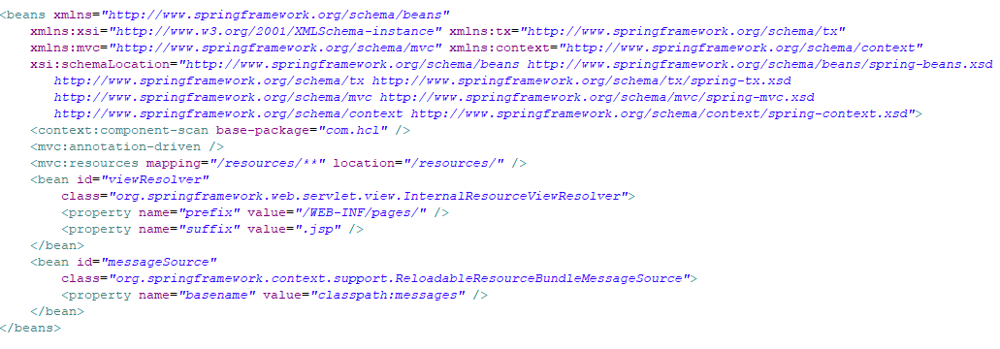 <beans xmlns="http://www.springframework.org/schema/beans"
xmlns:xsi="http://www.w3.org/2001/XMLSchema-instance" xmlns:tx="http://www.springframework.org/schema/tx"
xmlns:mvc="http://www.springframework.org/schema/mvc" xmlns:context="http://www.springframework.org/schema/context"
xsi:schemaLocation="http://www.springframework.org/schema/beans http://www.springframework.org/schema/beans/spring-beans.xsd
http://www.springframework.org/schema/tx http://www.springframework.org/schema/tx/spring-tx.xsd
http://www.springframework.org/schema/mvc http://www.springframework.org/schema/mvc/spring-mvc.xsd
http://www.springframework.org/schema/context http://www.springframework.org/schema/context/spring-context.xsd">
<context:component-scan base-package="com.hcl" />
<mvc:annotation-driven />
<mvc:resources mapping="/resources/**" location="/resources/" />
<bean id="viewResolver"
class="org.springframework.web.servlet.view.InternalResourceViewResolver">
<property name="prefix" value="/WEB-INF/pages/" />
<property name="suffix" value=".jsp" />
</bean>
<bean id="messageSource"
class="org.springframework.context.support.ReloadableResourceBundleMessageSource">
<property name="basename" value="classpath:messages" />
</bean>
</beans>